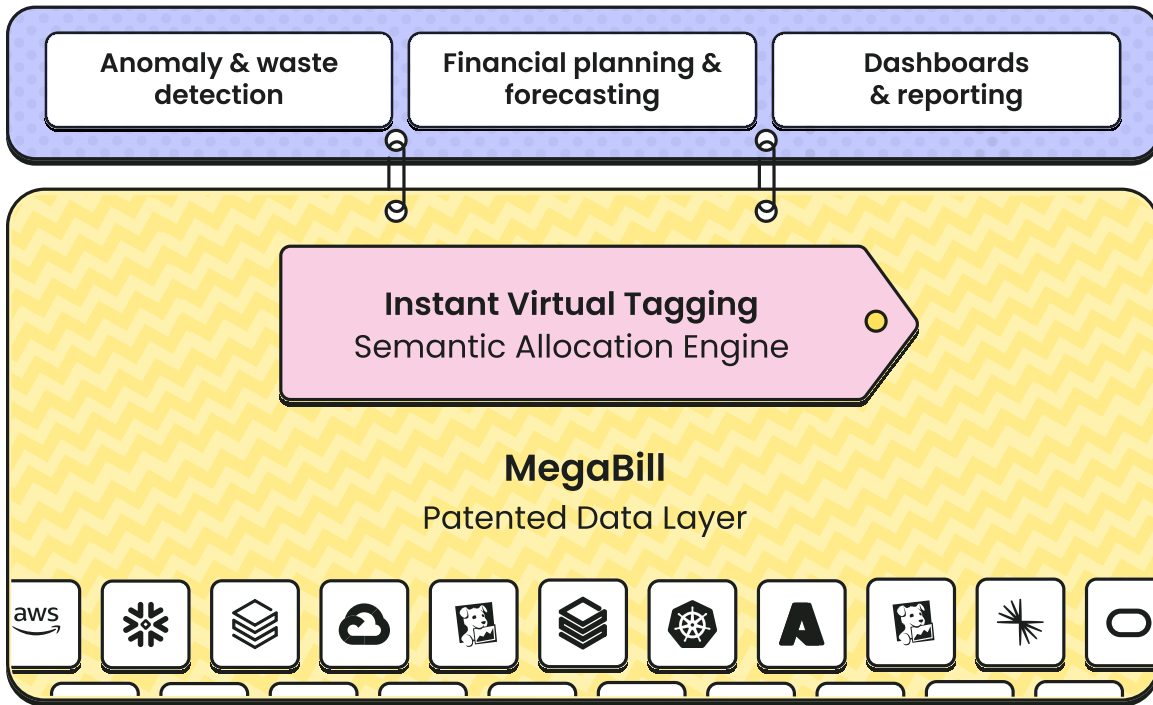 Anomaly & waste
detection
Financial planning &
forecasting
Dashboards
& reporting
Instant Virtual Tagging
Semantic Allocation Engine
MegaBill
Patented Data Layer
aws